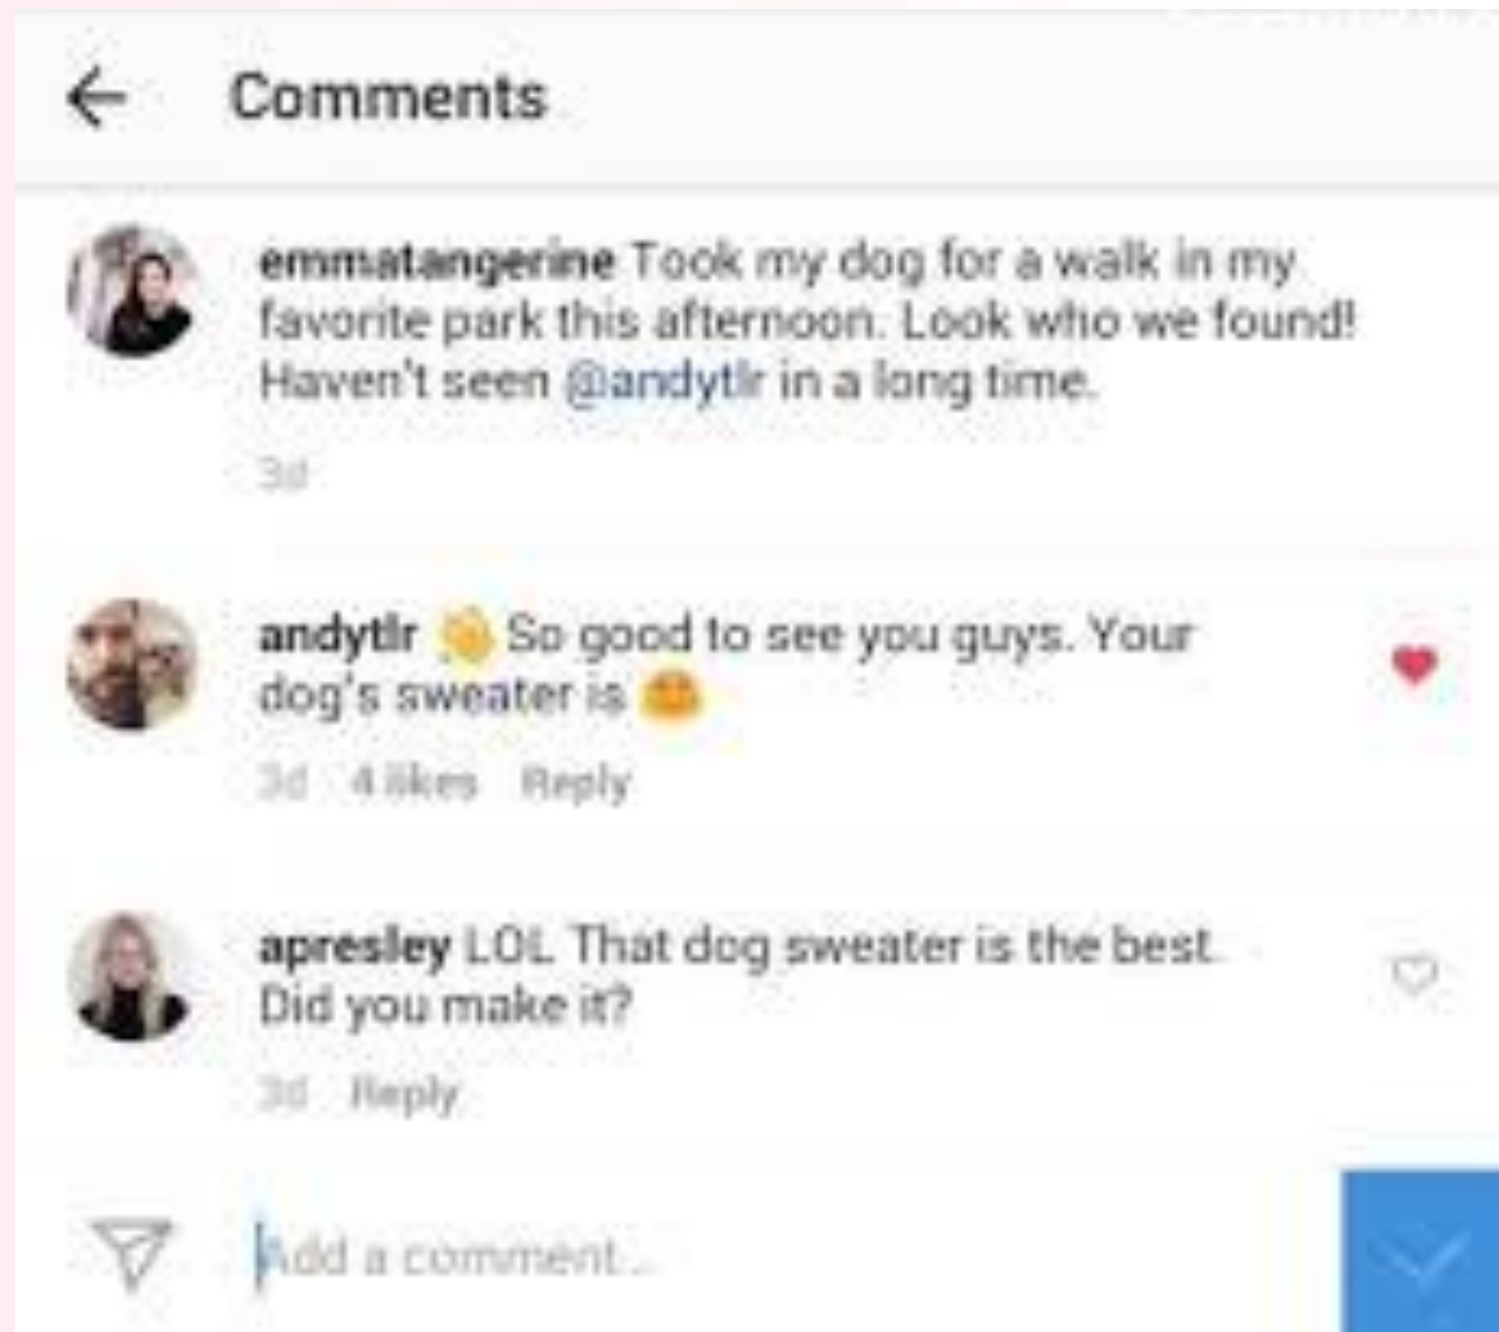 Comments
emmatangerine Took my dog for a walk in my
favorite park this afternoon. Look who we found!
Haven't seen @andytlr in a long time.
3d
andytlr 👋 So good to see you guys. Your
dog's sweater is 🤗
3d 4 likes Reply
apresley LOL That dog sweater is the best.
Did you make it?
3d Reply
Add a comment...